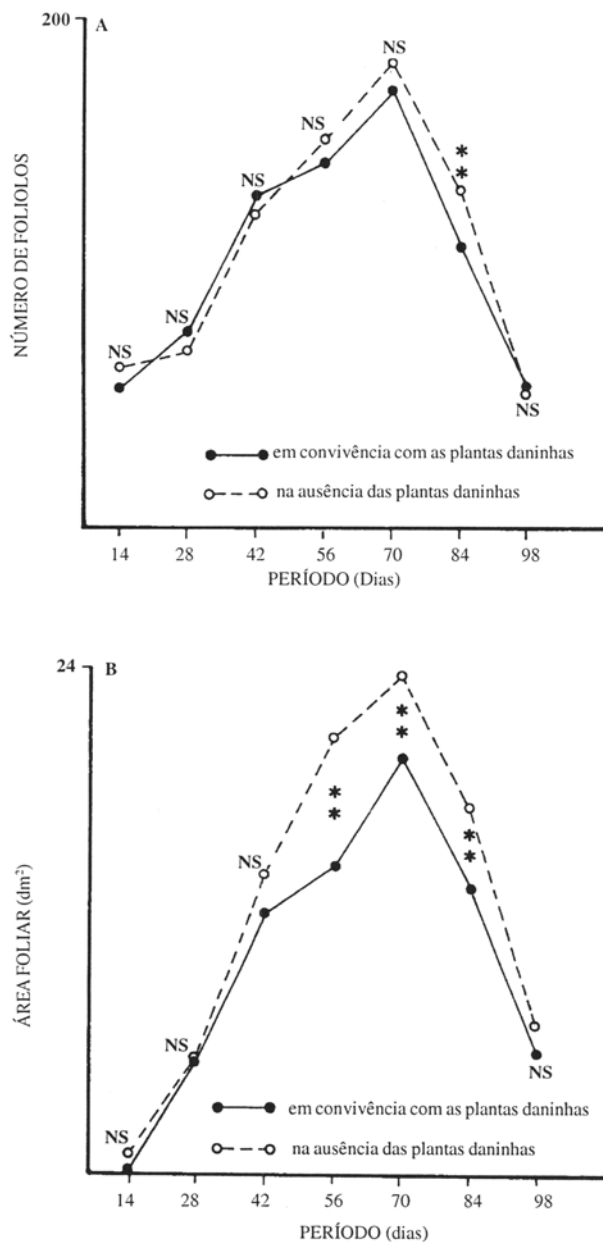 200
A
NS
NS
NS
NS
NS
**
NS
NÚMERO DE FOLIOLOS
em convivência com as plantas daninhas
na ausência das plantas daninhas
14 28 42 56 70 84 98
PERÍODO (Dias)
24
B
NS
NS
NS
**
**
**
NS
ÁREA FOLIAR (dm²)
em convivência com as plantas daninhas
na ausência das plantas daninhas
14 28 42 56 70 84 98
PERÍODO (dias)